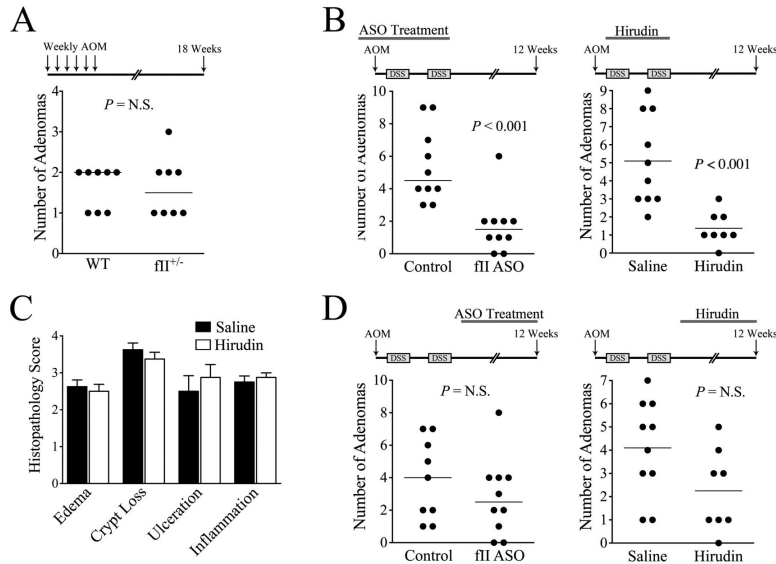 A
Weekly AOM
18 Weeks
P = N.S.
Number of Adenomas
4
3
2
1
0
WT
fII+/-
B
ASO Treatment
AOM
12 Weeks
DSS
DSS
Number of Adenomas
10
8
6
4
2
0
P < 0.001
Control
fII ASO
Hirudin
AOM
12 Weeks
DSS
DSS
Number of Adenomas
9
8
7
6
5
4
3
2
1
0
P < 0.001
Saline
Hirudin
C
Saline
Hirudin
Histopathology Score
4
3
2
1
0
Edema
Crypt Loss
Ulceration
Inflammation
D
ASO Treatment
AOM
12 Weeks
DSS
DSS
Number of Adenomas
10
8
6
4
2
0
P = N.S.
Control
fII ASO
Hirudin
AOM
12 Weeks
DSS
DSS
Number of Adenomas
7
6
5
4
3
2
1
0
P = N.S.
Saline
Hirudin